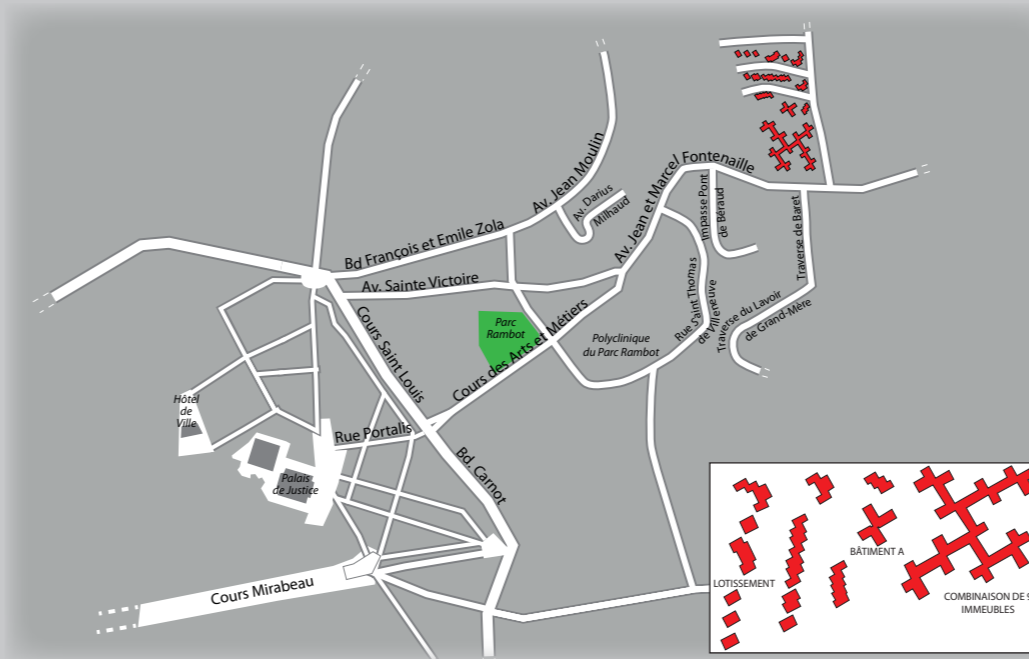 Av. Jean Moulin
Av. Darius
Milhaud
Av. Jean et Marcel Fontenaille
Impasse Pont
de Béraud
Traverse de Baret
Bd François et Emile Zola
Av. Sainte Victoire
Cours Saint Louis
Parc
Rambot
Cours des Arts et Métiers
Polyclinique
du Parc Rambot
Rue Saint Thomas
de Villeneuve
Traverse du Lavoir
de Grand-Mère
Hôtel
de
Ville
Rue Portalis
Bd. Carnot
Palais
de Justice
Cours Mirabeau
LOTISSEMENT
BÂTIMENT A
COMBINAISON DE 9
IMMEUBLES